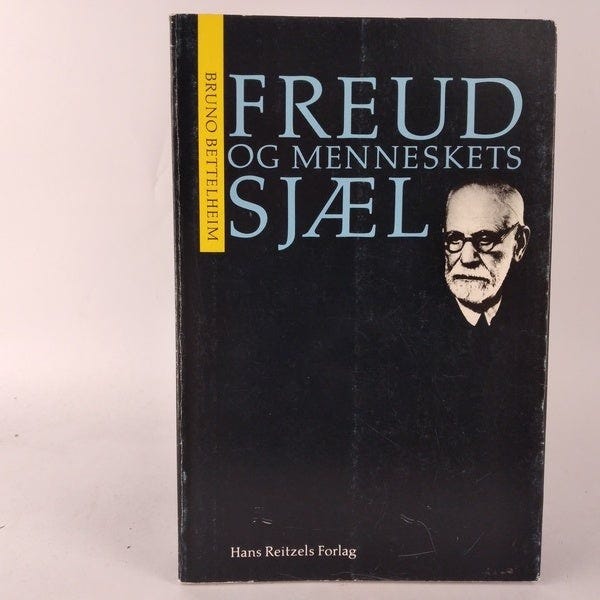 BRUNO BETTELHEIM
FREUD
OG MENNESKETS
SJÆL
Hans Reitzels Forlag